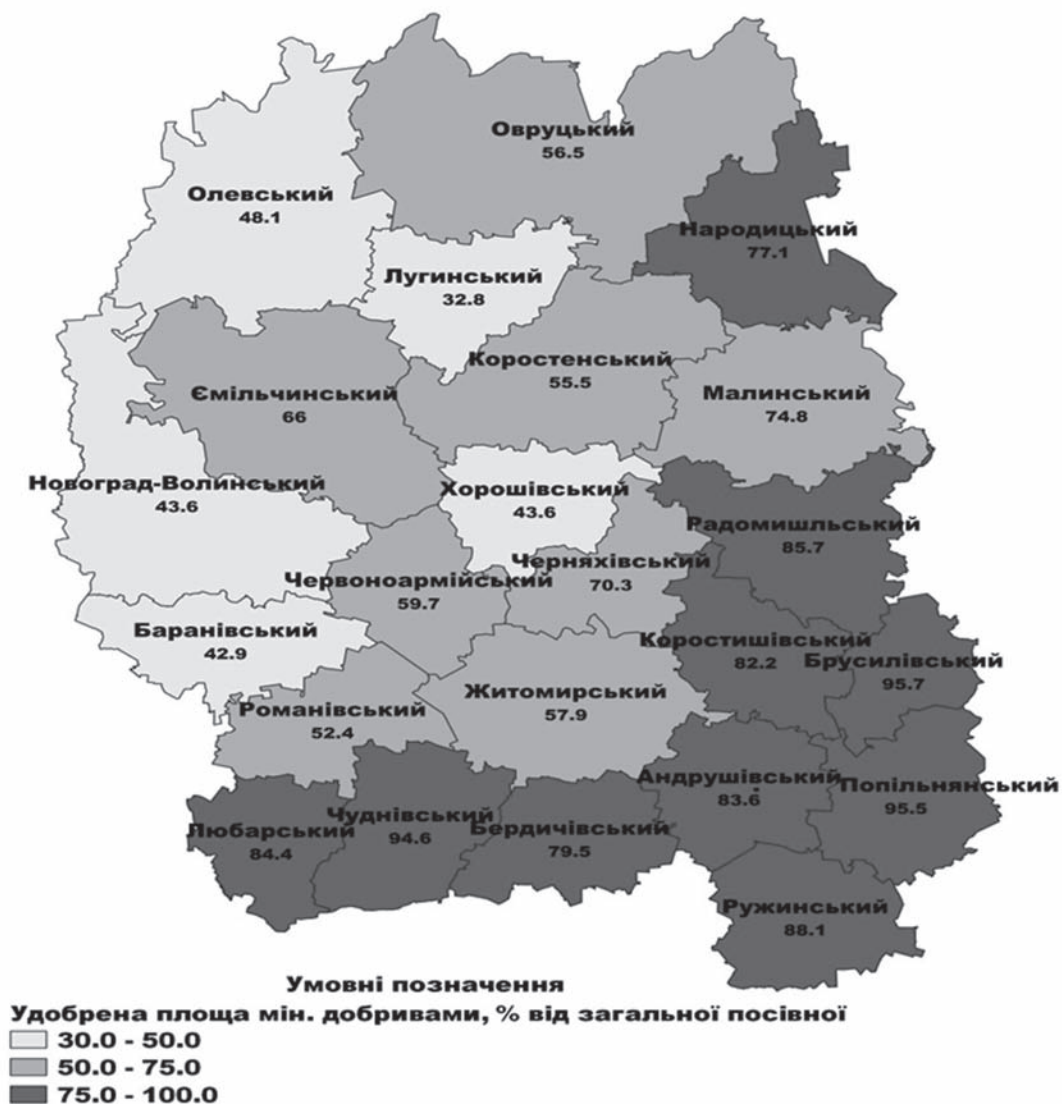 Овруцький
56.5
Олевський
48.1
Народицький
77.1
Лугинський
32.8
Коростенський
55.5
Ємільчинський
66
Малинський
74.8
Новоград-Волинський
43.6
Хорошівський
43.6
Радомишльський
85.7
Черняхівський
70.3
Червоноармійський
59.7
Баранівський
42.9
Коростишівський
82.2
Брусилівський
95.7
Житомирський
57.9
Романівський
52.4
Андрушівський
83.6
Попільнянський
95.5
Чуднівський
94.6
Любарський
84.4
Бердичівський
79.5
Ружинський
88.1
Умовні позначення
Удобрена площа мін. добривами, % від загальної посівної
30.0 - 50.0
50.0 - 75.0
75.0 - 100.0